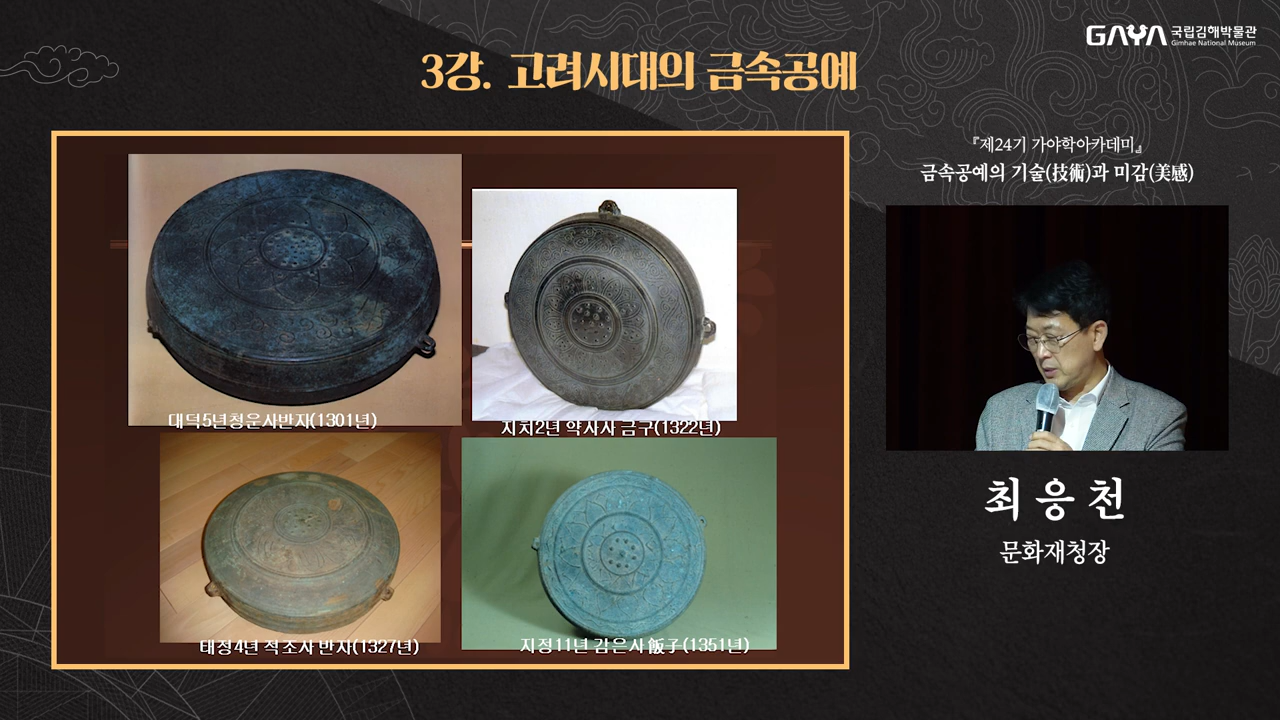 GAYA 국립김해박물관
Gimhae National Museum
3강. 고려시대의 금속공예
『제24기 가야학아카데미』
금속공예의 기술(技術)과 미감(美感)
대덕5년청운사반자(1301년)
지치2년 약사사 금구(1322년)
태정4년 적조사 반자(1327년)
지정11년 감은사 飯子(1351년)
최응천
문화재청장